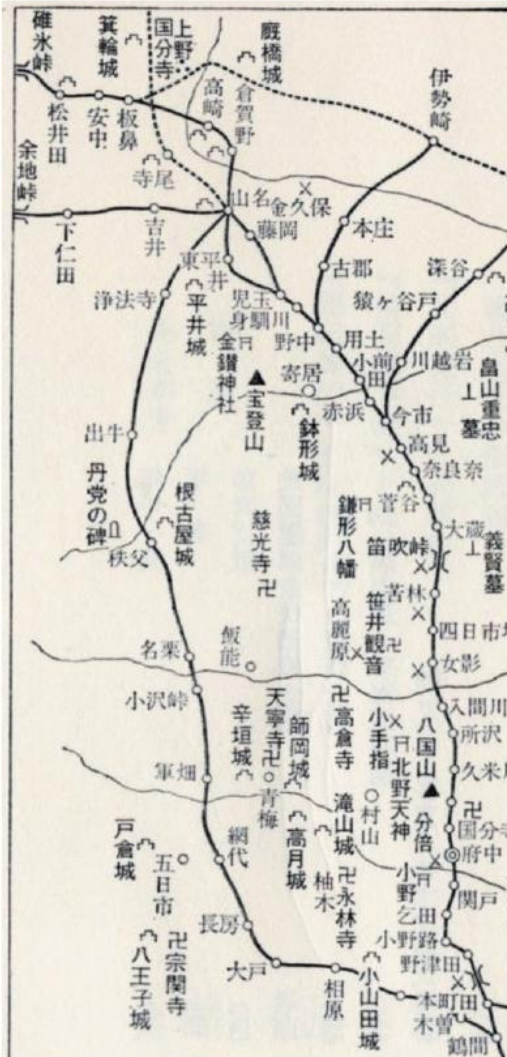 碓氷峠
箕輪城
上野国分寺
厩橋城
伊勢崎
松井田
安中
板鼻
高崎
倉賀野
余地峠
寺尾
山名
金久保
下仁田
吉井
藤岡
本庄
東平井
古郡
深谷
浄法寺
平井城
児玉
身馴川
猿ヶ谷戸
金鑚神社
野中
用土
小前田
川越岩
宝登山
寄居
赤浜
畠山重忠墓
今市
鉢形城
出牛
高見
奈良奈
丹党の碑
根古屋城
慈光寺
鎌形八幡
菅谷
大蔵
義賢墓
秩父
笛吹峠
苦林
高麗原
笹井観音
四日市場
女影
名栗
飯能
小沢峠
天寧寺
高倉寺
小手指
入間川
辛垣城
師岡城
八国山
所沢
北野天神
久米川
軍畑
青梅
滝山城
村山
分倍
国分寺
戸倉城
五日市
網代
高月城
府中
柚木
永林寺
小野
関戸
長房
乞田
小野路
八王子城
宗関寺
大戸
野津田
相原
小山田城
本町田
木曽
鶴間